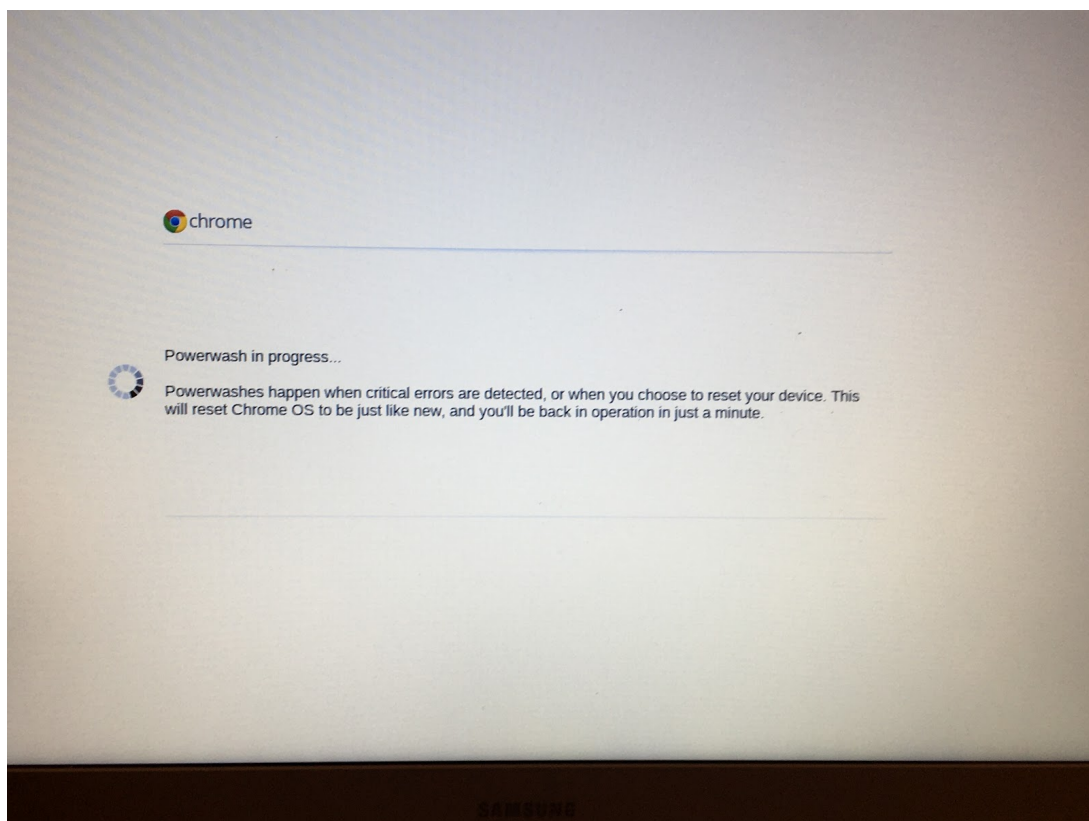 chrome
Powerwash in progress...
Powerwashes happen when critical errors are detected, or when you choose to reset your device. This
will reset Chrome OS to be just like new, and you'll be back in operation in just a minute.
SAMSUNG